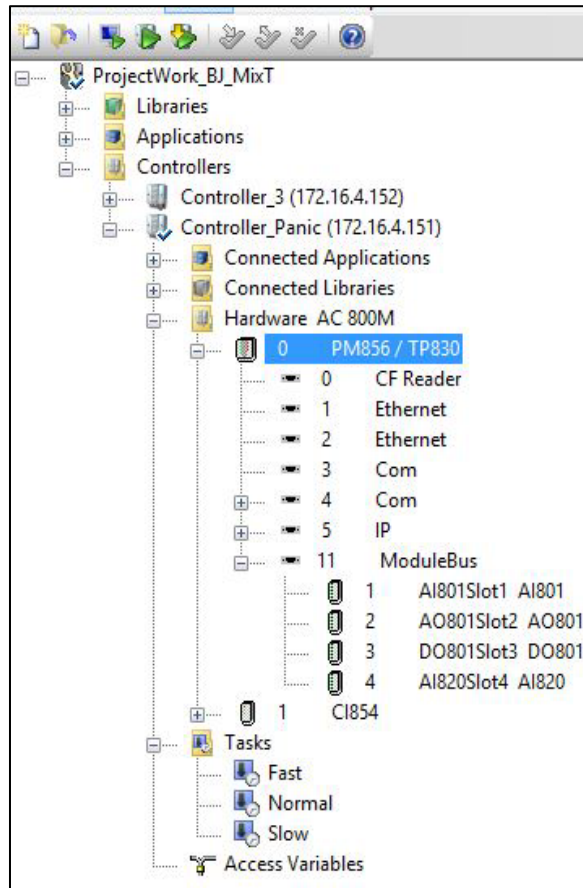 ProjectWork_BJ_MixT
Libraries
Applications
Controllers
Controller_3 (172.16.4.152)
Controller_Panic (172.16.4.151)
Connected Applications
Connected Libraries
Hardware AC 800M
0 PM856 / TP830
0 CF Reader
1 Ethernet
2 Ethernet
3 Com
4 Com
5 IP
11 ModuleBus
1 AI801Slot1 AI801
2 AO801Slot2 AO801
3 DO801Slot3 DO801
4 AI820Slot4 AI820
1 CI854
Tasks
Fast
Normal
Slow
Access Variables